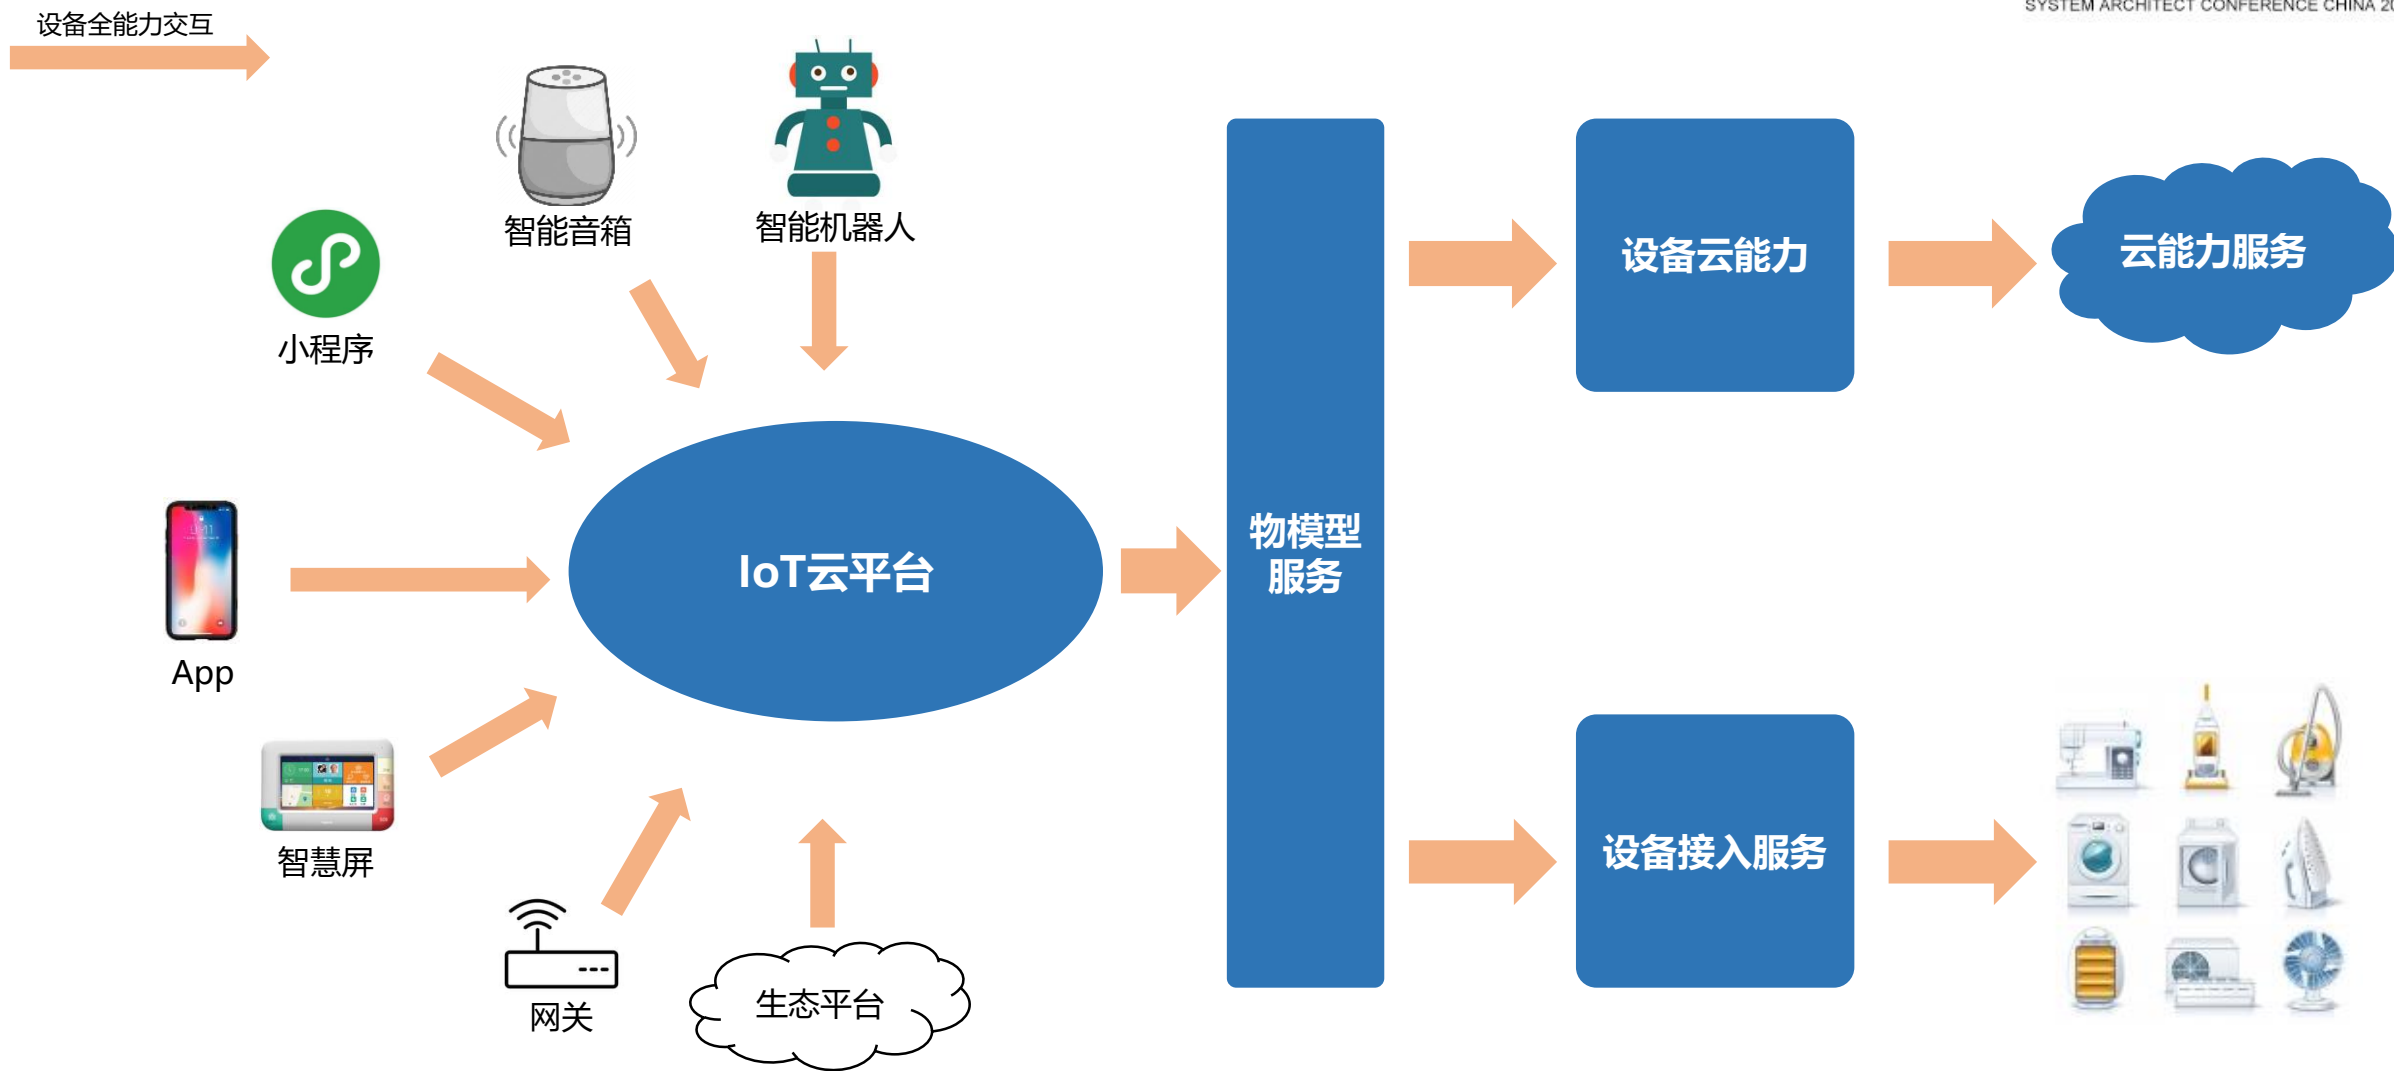 设备全能力交互
SYSTEM ARCHITECT CONFERENCE CHINA 20
智能音箱
智能机器人
小程序
App
智慧屏
网关
生态平台
IoT云平台
物模型
服务
设备云能力
云能力服务
设备接入服务